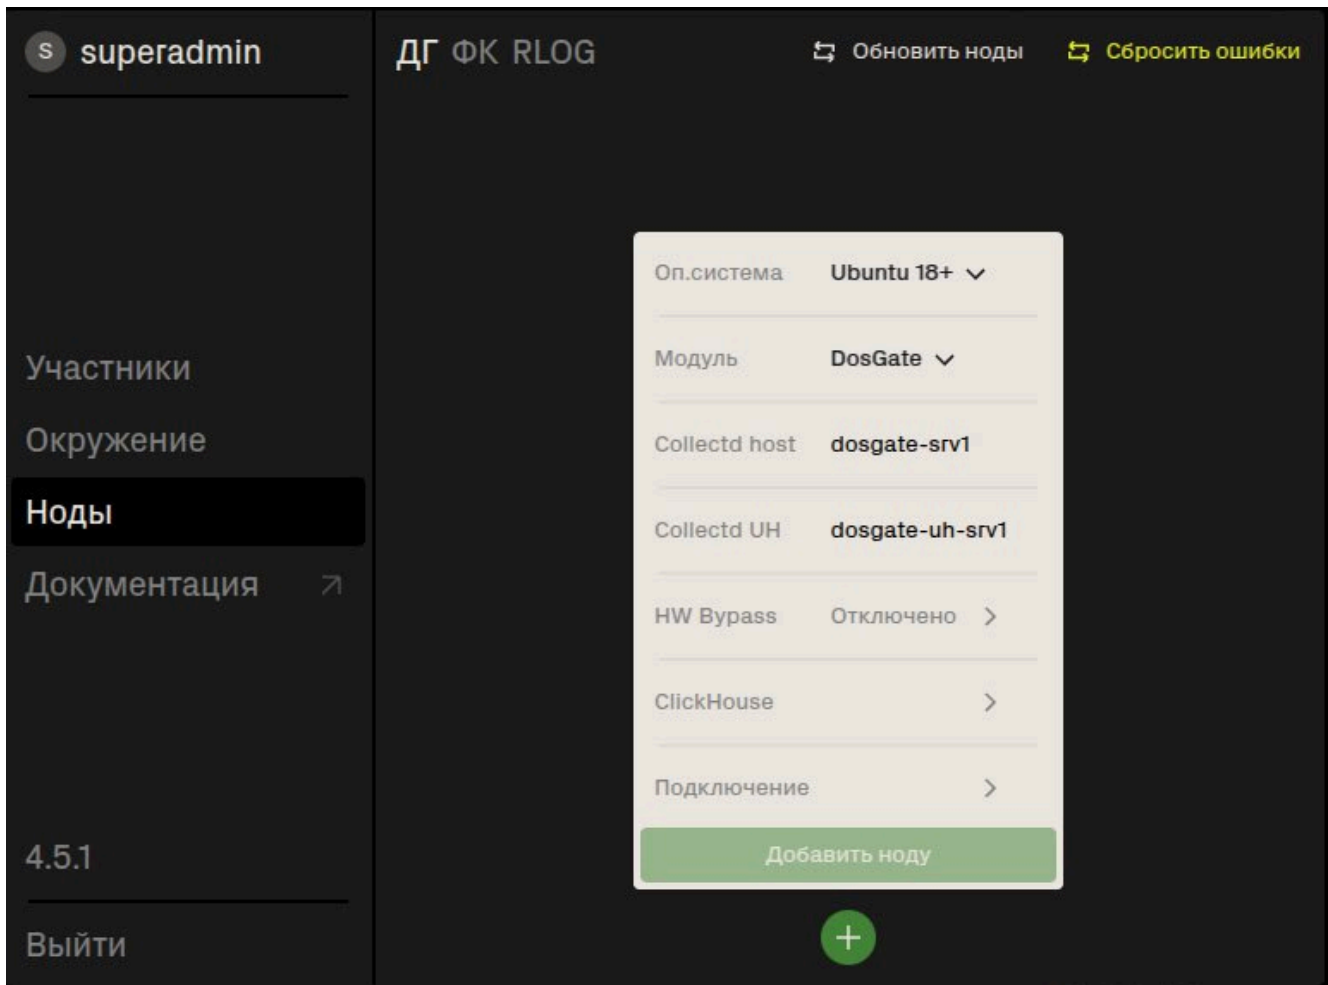 S superadmin
ДГ ФК RLOG
Обновить ноды
Сбросить ошибки
Участники
Окружение
Ноды
Документация
4.5.1
Выйти
Оп.система Ubuntu 18+
Модуль DosGate
Collectd host dosgate-srv1
Collectd UH dosgate-uh-srv1
HW Bypass Отключено
ClickHouse
Подключение
Добавить ноду